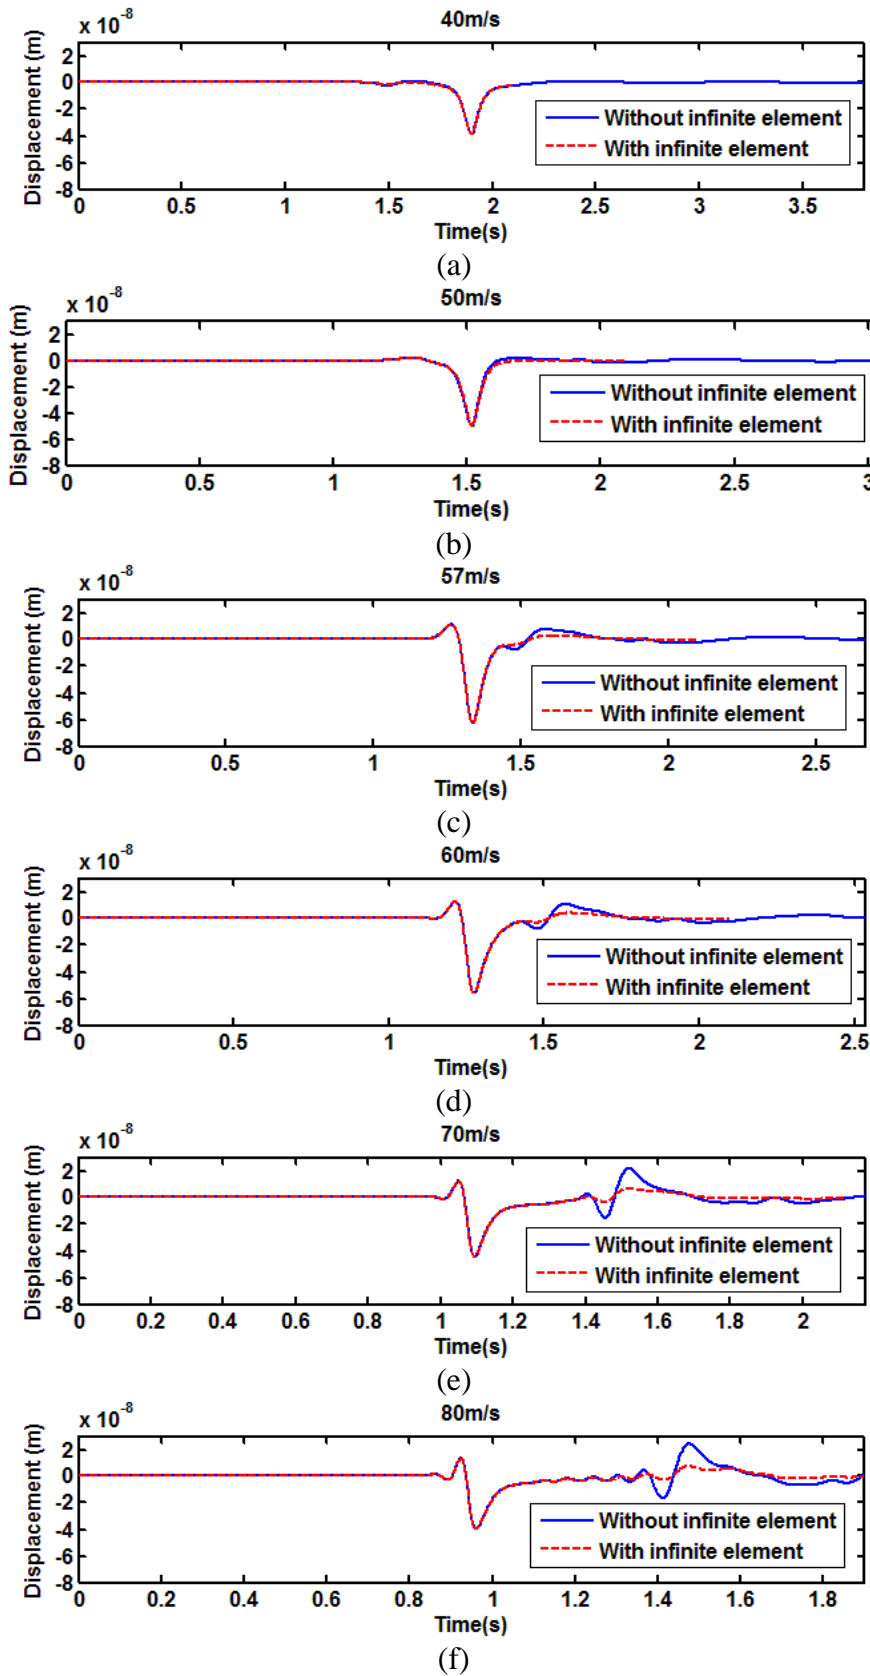 x 10-8
40m/s
Displacement (m)
2
0
-2
-4
-6
-8
Without infinite element
With infinite element
0 0.5 1 1.5 2 2.5 3 3.5
Time(s)
(a)
x 10-8
50m/s
Displacement (m)
2
0
-2
-4
-6
-8
Without infinite element
With infinite element
0 0.5 1 1.5 2 2.5 3
Time(s)
(b)
x 10-8
57m/s
Displacement (m)
2
0
-2
-4
-6
-8
Without infinite element
With infinite element
0 0.5 1 1.5 2 2.5
Time(s)
(c)
x 10-8
60m/s
Displacement (m)
2
0
-2
-4
-6
-8
Without infinite element
With infinite element
0 0.5 1 1.5 2 2.5
Time(s)
(d)
x 10-8
70m/s
Displacement (m)
2
0
-2
-4
-6
-8
Without infinite element
With infinite element
0 0.2 0.4 0.6 0.8 1 1.2 1.4 1.6 1.8 2
Time(s)
(e)
x 10-8
80m/s
Displacement (m)
2
0
-2
-4
-6
-8
Without infinite element
With infinite element
0 0.2 0.4 0.6 0.8 1 1.2 1.4 1.6 1.8
Time(s)
(f)